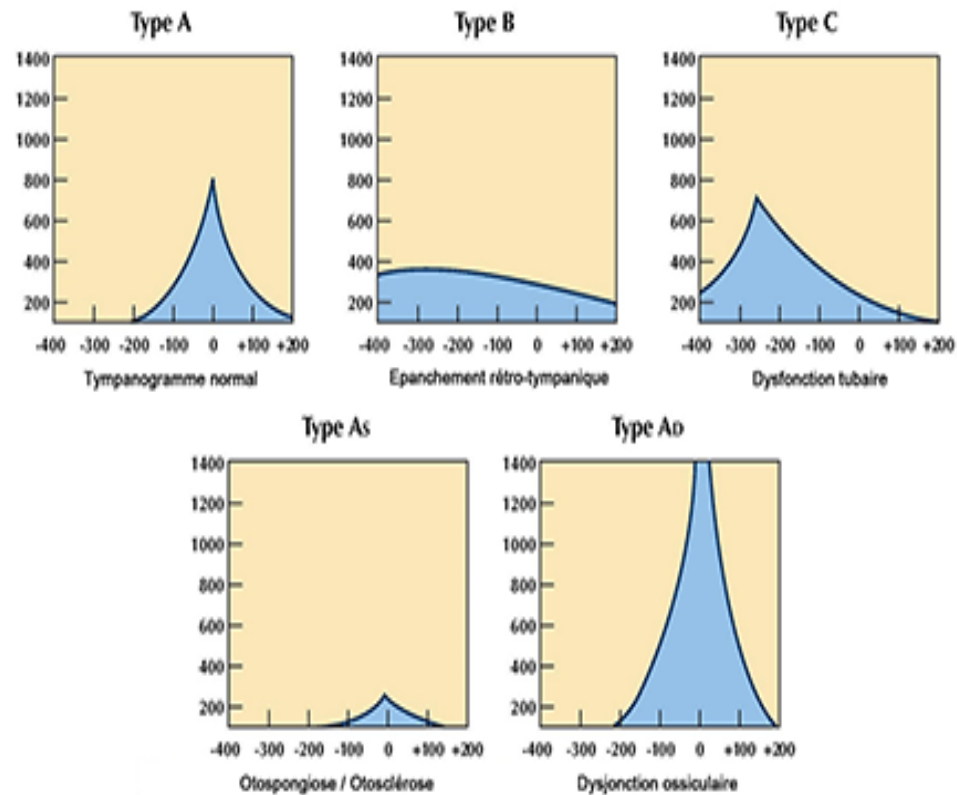 Type A
Type B
Type C
1400
1200
1000
800
600
400
200
-400 -300 -200 -100 0 +100 +200
Tympanogramme normal
1400
1200
1000
800
600
400
200
-400 -300 -200 -100 0 +100 +200
Epanchement rétro-tympanique
1400
1200
1000
800
600
400
200
-400 -300 -200 -100 0 +100 +200
Dysfonction tubaire
Type As
Type AD
1400
1200
1000
800
600
400
200
-400 -300 -200 -100 0 +100 +200
Otospongiose / Otosclérose
1400
1200
1000
800
600
400
200
-400 -300 -200 -100 0 +100 +200
Dysjonction ossiculaire